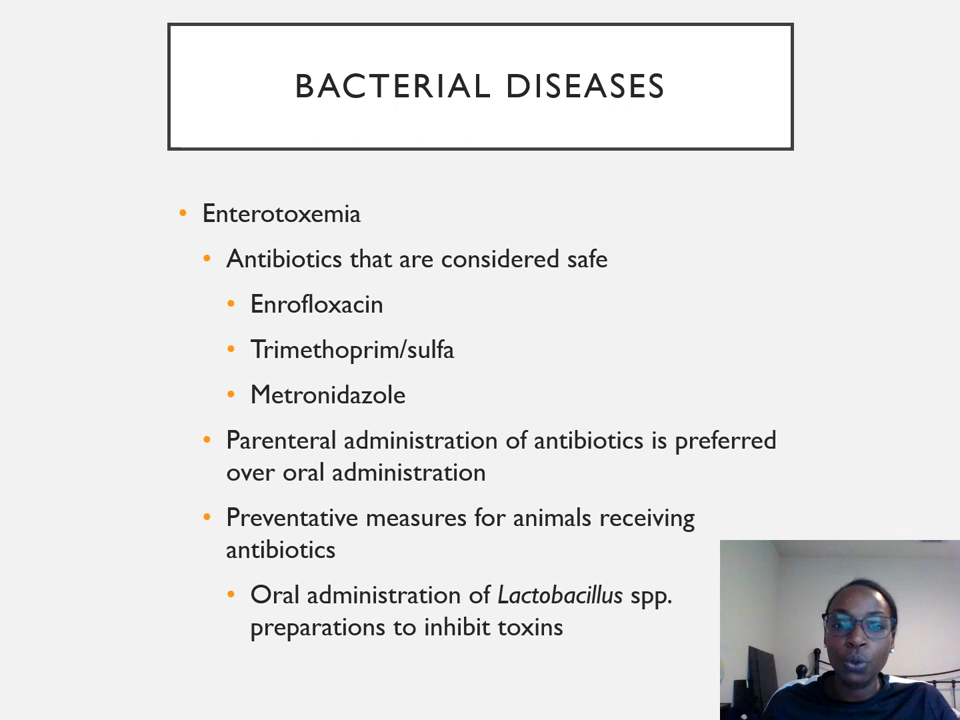 BACTERIAL DISEASES
• Enterotoxemia
• Antibiotics that are considered safe
• Enrofloxacin
• Trimethoprim/sulfa
• Metronidazole
• Parenteral administration of antibiotics is preferred
over oral administration
• Preventative measures for animals receiving
antibiotics
• Oral administration of Lactobacillus spp.
preparations to inhibit toxins